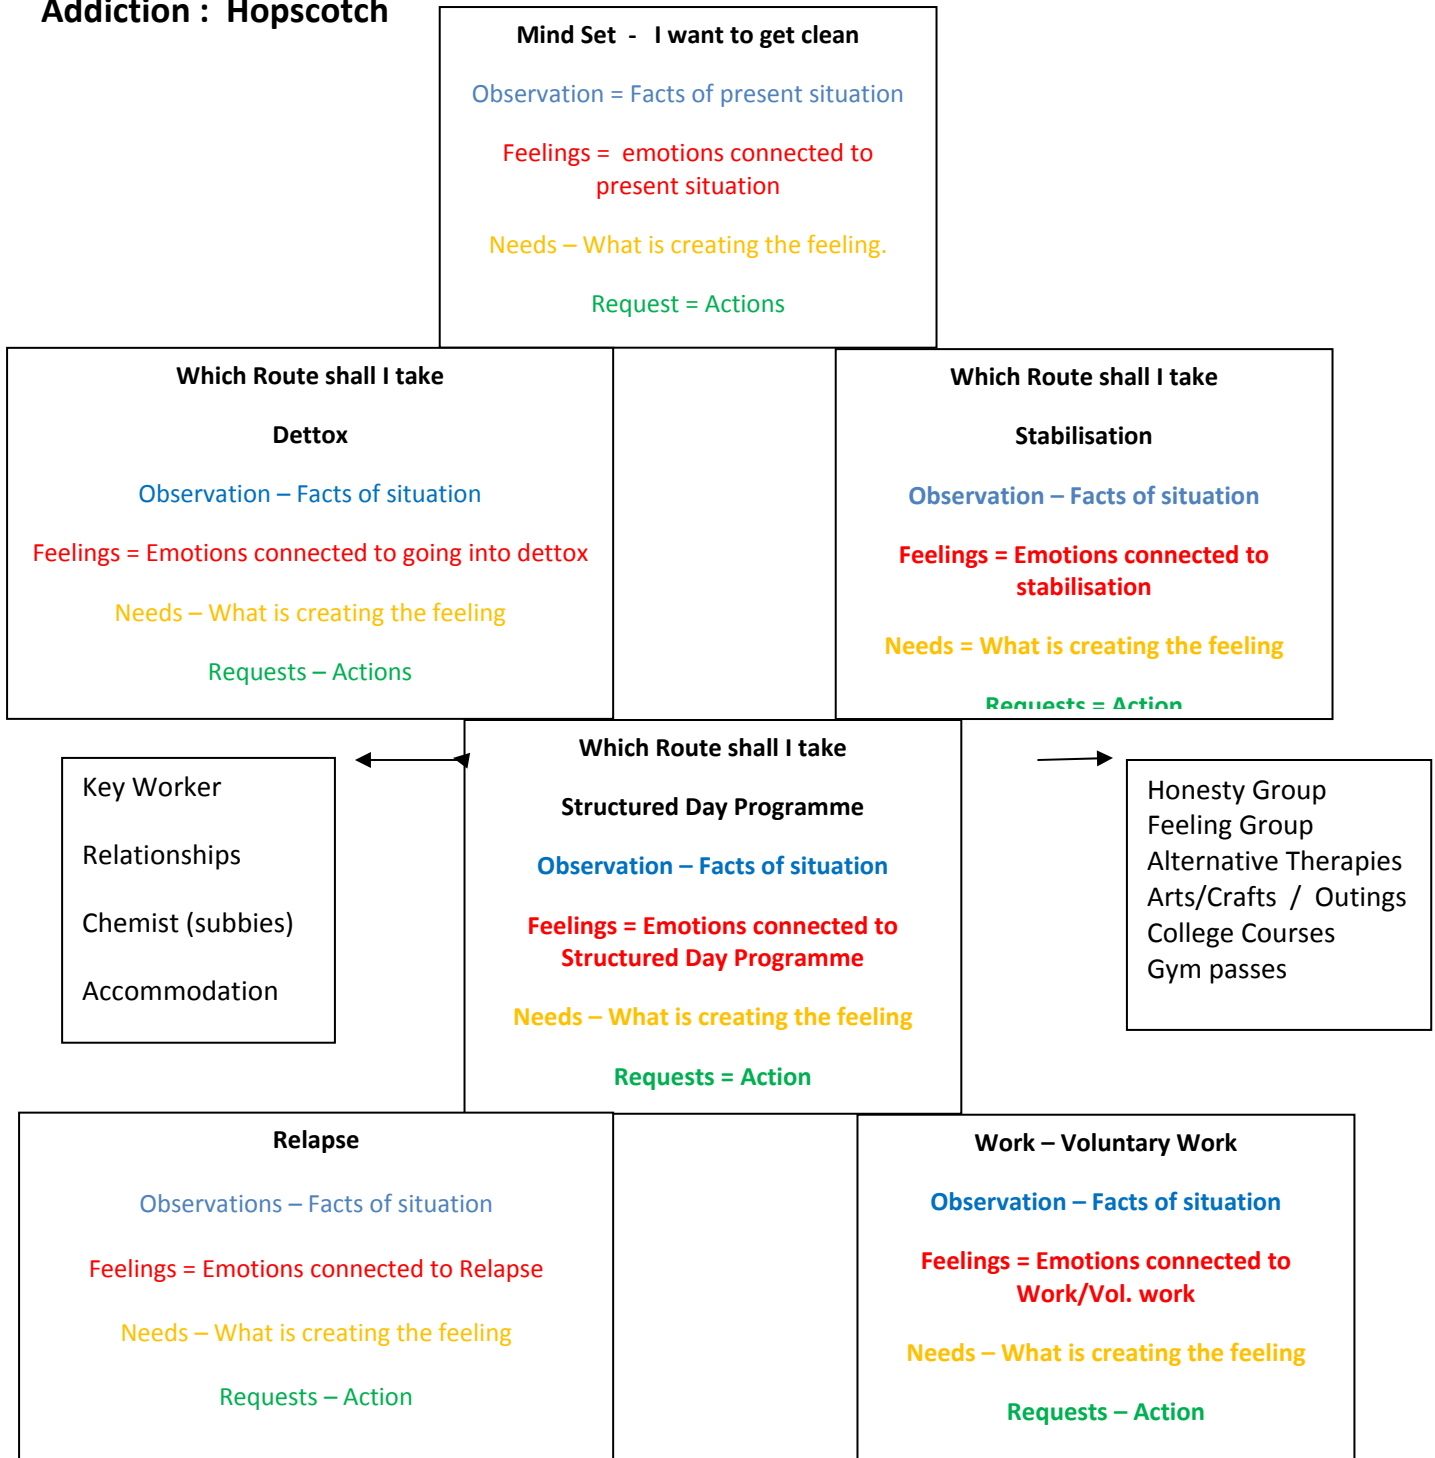 Addiction :  Hopscotch
Mind Set  -   I want to get clean
Observation = Facts of present situation
Feelings =  emotions connected to
present situation
Needs – What is creating the feeling.
Request = Actions
Which Route shall I take
Dettox
Observation – Facts of situation
Feelings = Emotions connected to going into dettox
Needs – What is creating the feeling
Requests – Actions
Which Route shall I take
Stabilisation
Observation – Facts of situation
Feelings = Emotions connected to
stabilisation
Needs = What is creating the feeling
Requests = Action
Key Worker
Relationships
Chemist (subbies)
Accommodation
Which Route shall I take
Structured Day Programme
Observation – Facts of situation
Feelings = Emotions connected to
Structured Day Programme
Needs – What is creating the feeling
Requests = Action
Honesty Group
Feeling Group
Alternative Therapies
Arts/Crafts  /  Outings
College Courses
Gym passes
Relapse
Observations – Facts of situation
Feelings = Emotions connected to Relapse
Needs – What is creating the feeling
Requests – Action
Work – Voluntary Work
Observation – Facts of situation
Feelings = Emotions connected to
Work/Vol. work
Needs – What is creating the feeling
Requests – Action